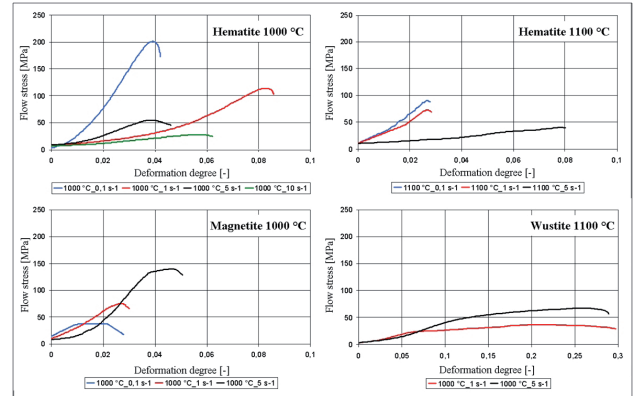 Hematite 1000 °C
Flow stress [MPa]
250
200
150
100
50
0
0 0,02 0,04 0,06 0,08 0,1
Deformation degree [-]
1000 °C_0,1 s-1 1000 °C_1 s-1 1000 °C_5 s-1 1000 °C_10 s-1
Hematite 1100 °C
Flow stress [MPa]
250
200
150
100
50
0
0 0,02 0,04 0,06 0,08 0,1
Deformation degree [-]
1100 °C_0,1 s-1 1100 °C_1 s-1 1100 °C_5 s-1
Magnetite 1000 °C
Flow stress [MPa]
250
200
150
100
50
0
0 0,02 0,04 0,06 0,08 0,1
Deformation degree [-]
1000 °C_0,1 s-1 1000 °C_1 s-1 1000 °C_5 s-1
Wustite 1100 °C
Flow stress [MPa]
250
200
150
100
50
0
0 0,05 0,1 0,15 0,2 0,25 0,3
Deformation degree [-]
1000 °C_1 s-1 1000 °C_5 s-1